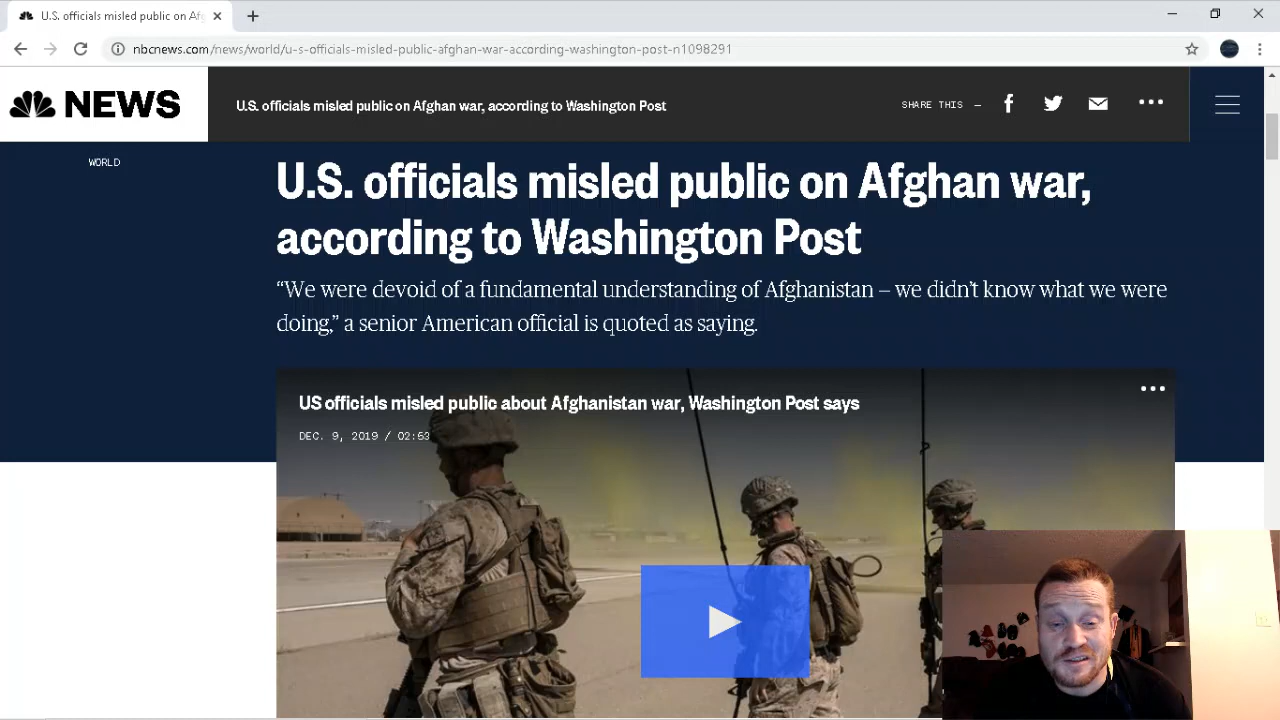 U.S. officials misled public on Af
nbcnews.com/news/world/u-s-officials-misled-public-afghan-war-according-washington-post-n1098291
NEWS
U.S. officials misled public on Afghan war, according to Washington Post
SHARE THIS —
WORLD
U.S. officials misled public on Afghan war,
according to Washington Post
“We were devoid of a fundamental understanding of Afghanistan — we didn’t know what we were
doing,” a senior American official is quoted as saying.
US officials misled public about Afghanistan war, Washington Post says
DEC. 9, 2019 / 02:53